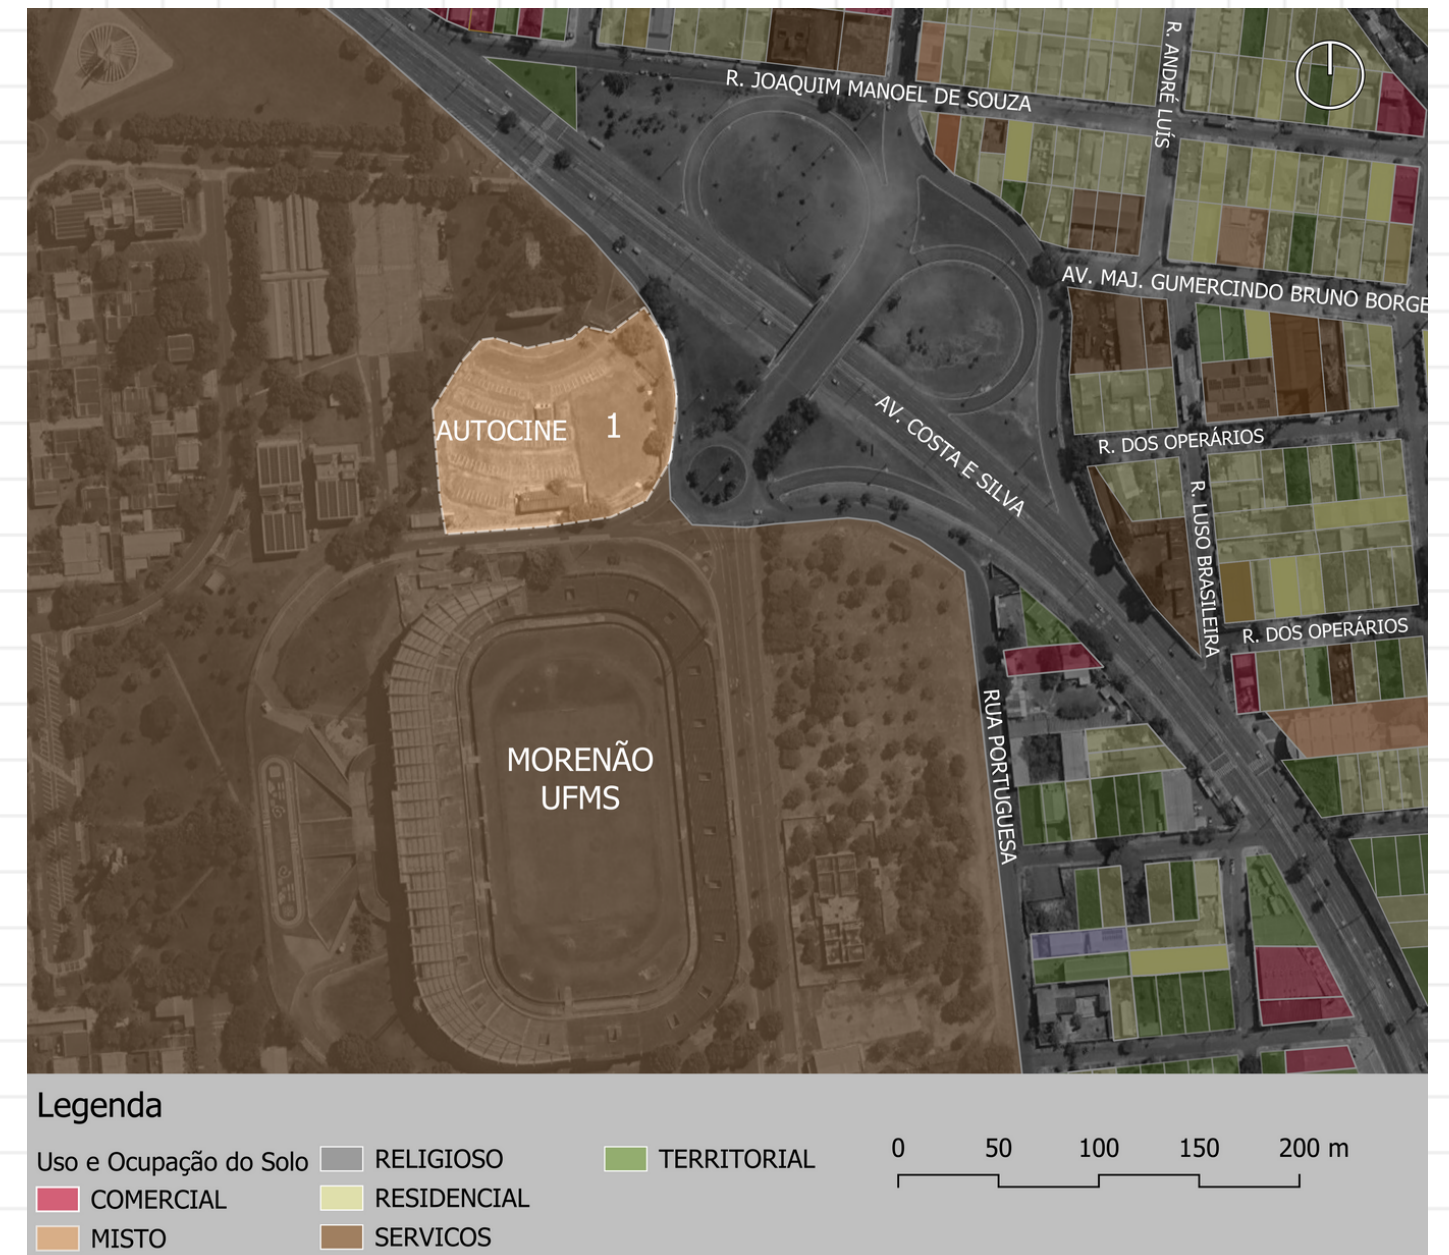 R. JOAQUIM MANOEL DE SOUZA
R. ANDRÉ LUÍS
AV. MAJ. GUMERCINDO BRUNO BORGE
AUTOCINE 1
AV. COSTA E SILVA
R. DOS OPERÁRIOS
R. LUSO BRASILEIRA
R. DOS OPERÁRIOS
RUA PORTUGUESA
MORENÃO
UFMS
Legenda
Uso e Ocupação do Solo
COMERCIAL
MISTO
RELIGIOSO
RESIDENCIAL
SERVICOS
TERRITORIAL
0 50 100 150 200 m